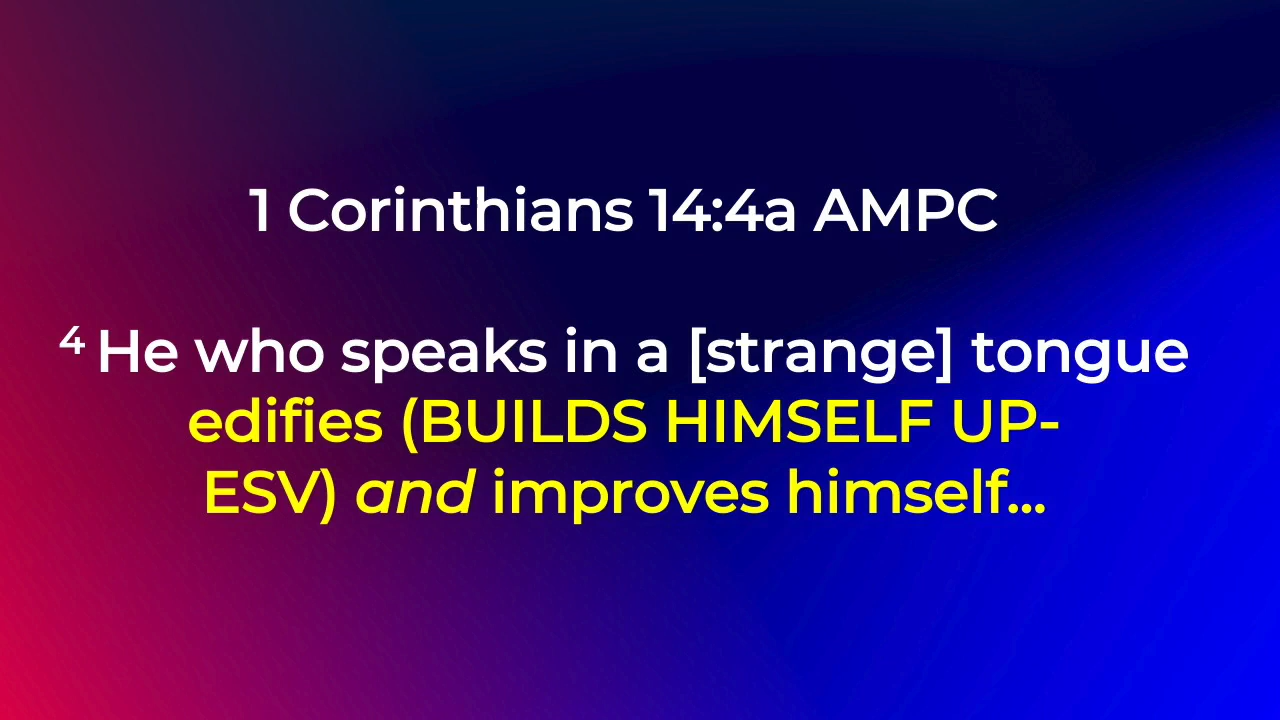 1 Corinthians 14:4a AMPC
⁴ He who speaks in a [strange] tongue
edifies (BUILDS HIMSELF UP-
ESV) and improves himself...